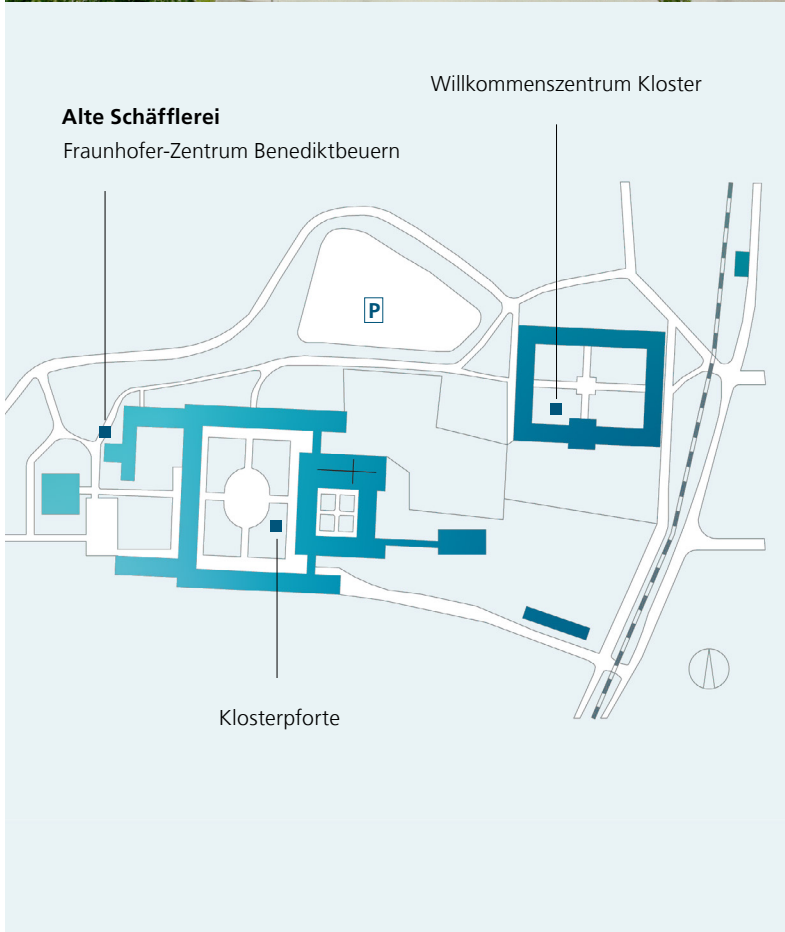 Willkommenszentrum Kloster
Alte Schäfflerei
Fraunhofer-Zentrum Benediktbeuern
P
Klosterpforte